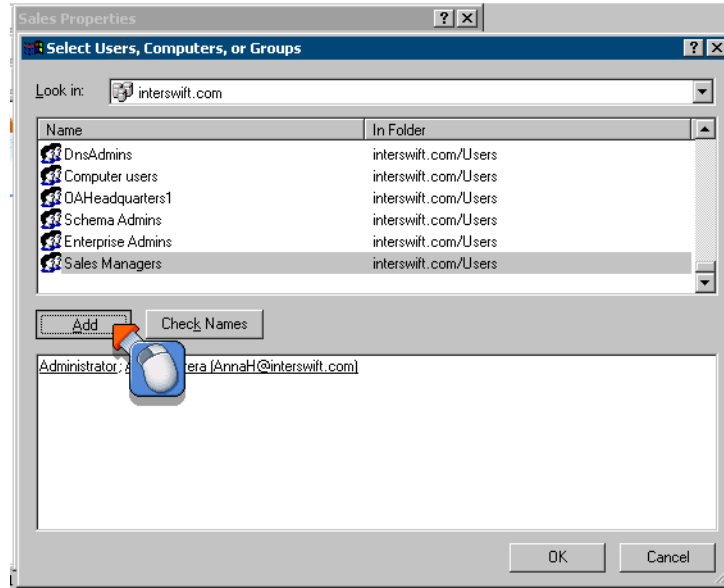 Sales Properties
Select Users, Computers, or Groups
Look in: interswift.com
Name In Folder
DnsAdmins interswift.com/Users
Computer users interswift.com/Users
OAHeadquarters1 interswift.com/Users
Schema Admins interswift.com/Users
Enterprise Admins interswift.com/Users
Sales Managers interswift.com/Users
Add Check Names
Administrator; (AnnaH@interswift.com)
OK Cancel